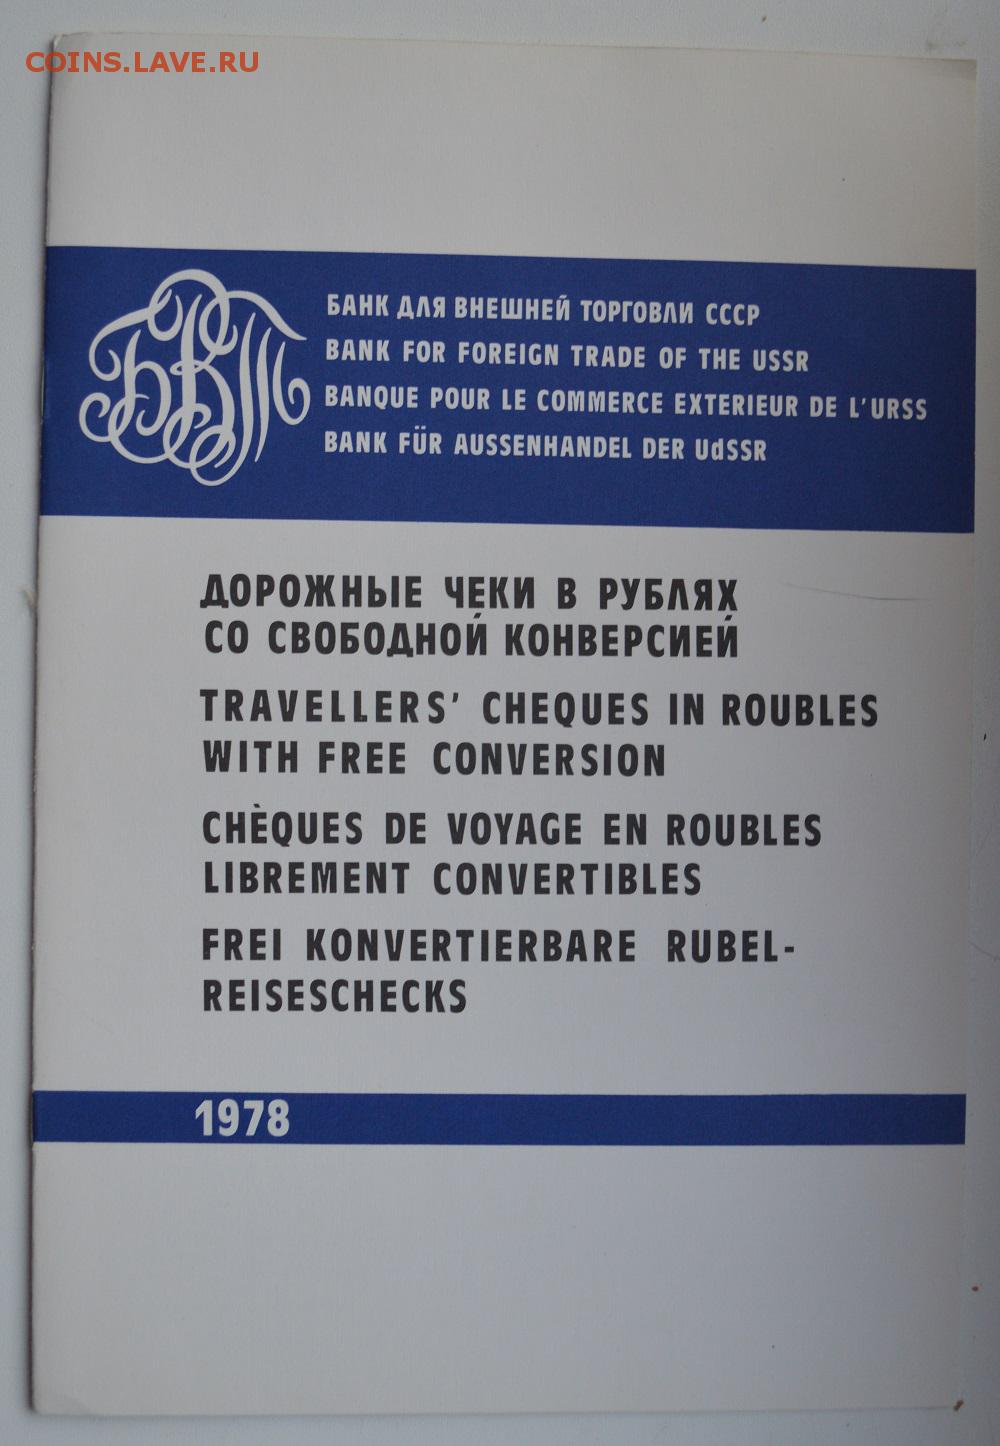 COINS.LAVE.RU
БВТ
БАНК ДЛЯ ВНЕШНЕЙ ТОРГОВЛИ СССР
BANK FOR FOREIGN TRADE OF THE USSR
BANQUE POUR LE COMMERCE EXTERIEUR DE L'URSS
BANK FÜR AUSSENHANDEL DER UdSSR
ДОРОЖНЫЕ ЧЕКИ В РУБЛЯХ
СО СВОБОДНОЙ КОНВЕРСИЕЙ
TRAVELLERS' CHEQUES IN ROUBLES
WITH FREE CONVERSION
CHÈQUES DE VOYAGE EN ROUBLES
LIBREMENT CONVERTIBLES
FREI KONVERTIERBARE RUBEL-
REISESCHECKS
1978